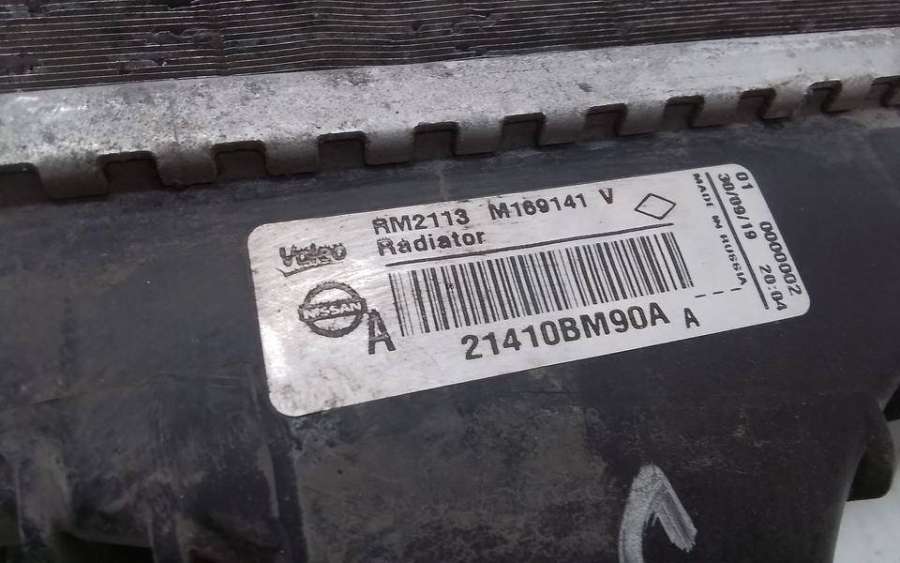 Valeo
RM2113 M169141 V
Radiator
NISSAN
A
21410BM90A A
01 0000002
30/09/19 20:04
MADE IN RUSSIA